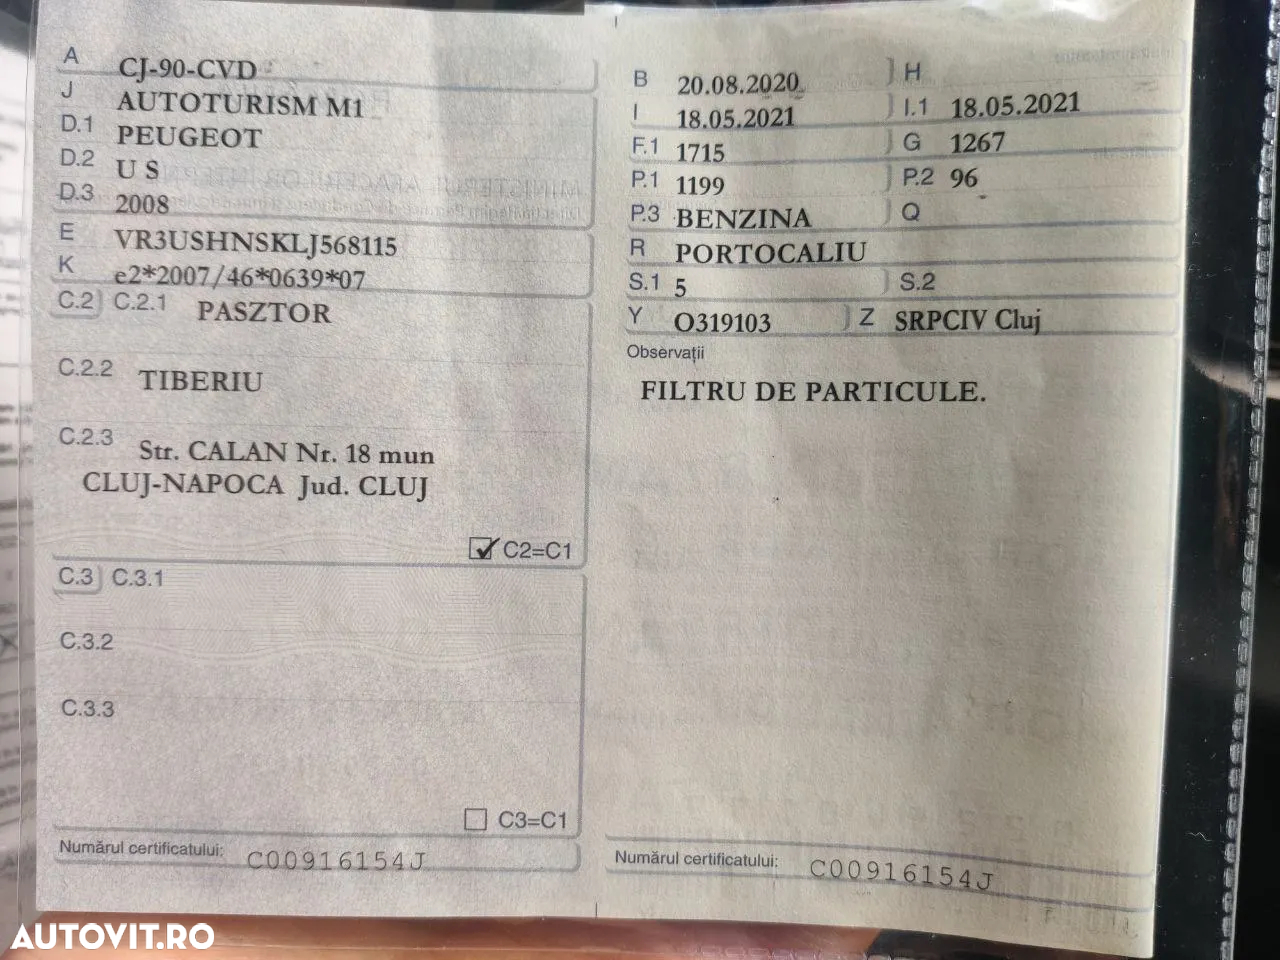 A CJ-90-CVD
J AUTOTURISM M1
D.1 PEUGEOT
D.2 U S
D.3 2008
E VR3USHNSKLJ568115
K e2*2007/46*0639*07
C.2 C.2.1 PASZTOR
C.2.2 TIBERIU
C.2.3 Str. CALAN Nr. 18 mun
CLUJ-NAPOCA Jud. CLUJ
C2=C1
C.3 C.3.1
C.3.2
C.3.3
C3=C1
Numărul certificatului: C00916154J
B 20.08.2020 H
I 18.05.2021 I.1 18.05.2021
F.1 1715 G 1267
P.1 1199 P.2 96
P.3 BENZINA Q
R PORTOCALIU
S.1 5 S.2
Y O319103 Z SRPCIV Cluj
Observații
FILTRU DE PARTICULE.
Numărul certificatului: C00916154J
AUTOVIT.RO